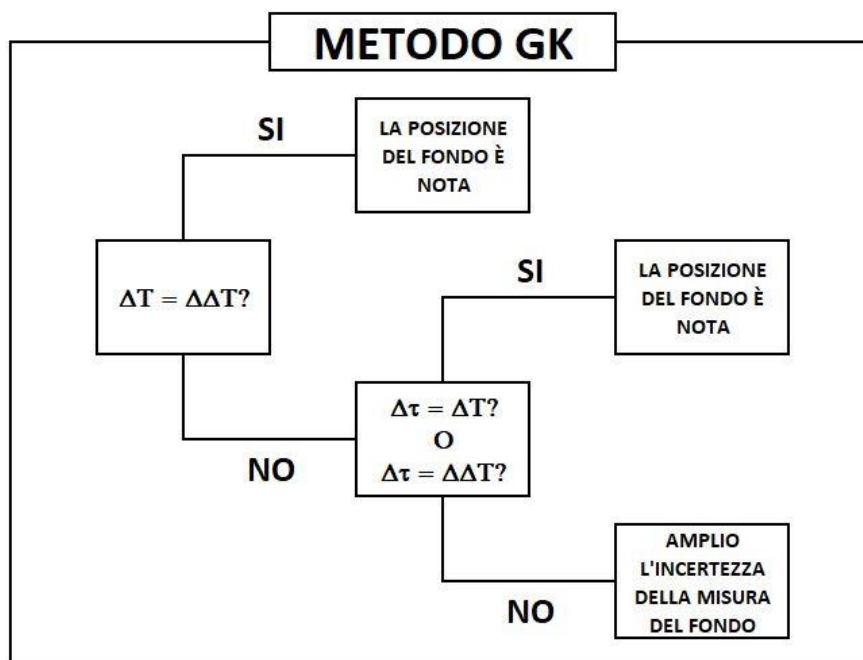 METODO GK
SI
LA POSIZIONE
DEL FONDO È
NOTA
ΔT = ΔΔT?
SI
LA POSIZIONE
DEL FONDO È
NOTA
NO
Δτ = ΔT?
O
Δτ = ΔΔT?
NO
AMPLIO
L'INCERTEZZA
DELLA MISURA
DEL FONDO